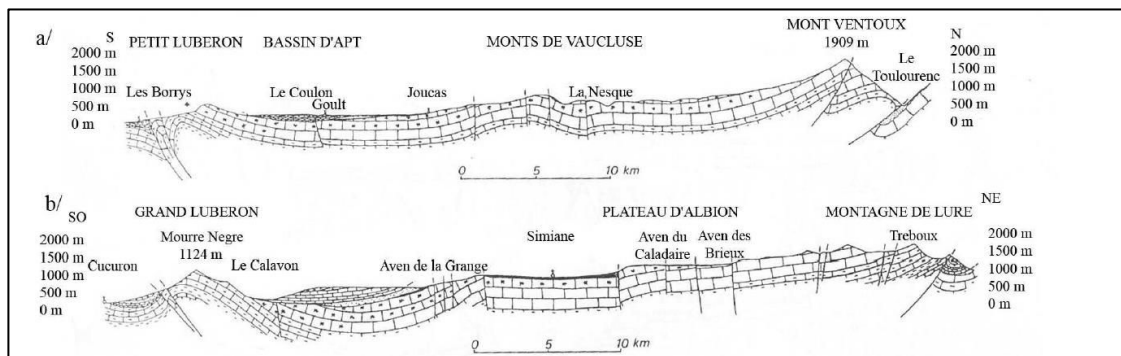 a/
S
PETIT LUBERON BASSIN D'APT MONTS DE VAUCLUSE MONT VENTOUX
1909 m
N
2000 m
1500 m
1000 m
500 m
0 m
Les Borrys Le Coulon Goult Joucas La Nesque Le Toulourenc
2000 m
1500 m
1000 m
500 m
0 m
0 5 10 km
b/
SO
GRAND LUBERON PLATEAU D'ALBION MONTAGNE DE LURE
NE
2000 m
1500 m
1000 m
500 m
0 m
Cucuron Mourre Negre
1124 m
Le Calavon Aven de la Grange Simiane Aven du Caladaire Aven des Brieux Treboux
2000 m
1500 m
1000 m
500 m
0 m
0 5 10 km